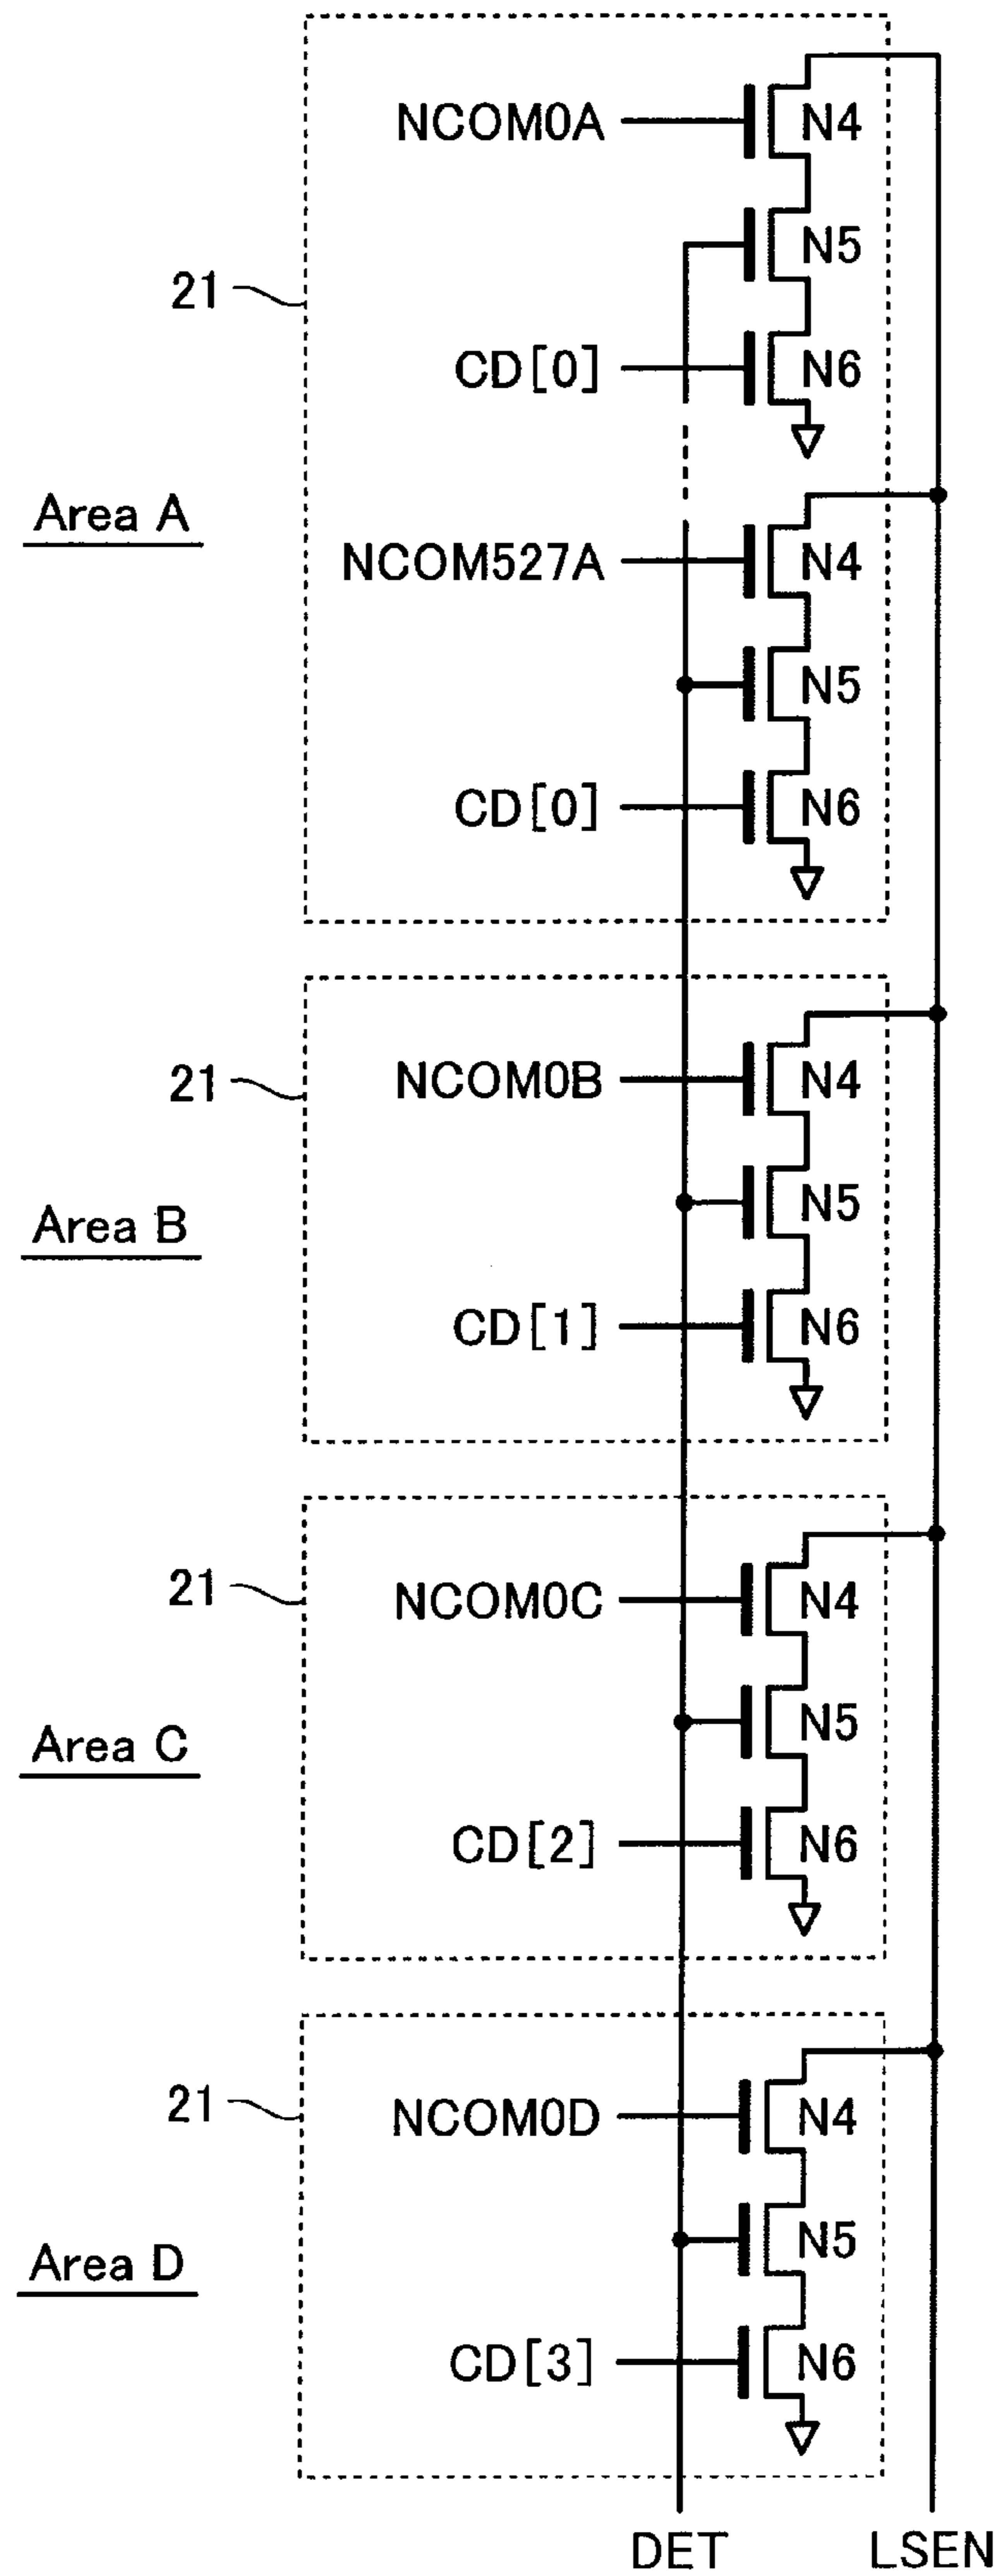 NCOM0A
N4
N5
21
CD[0]
N6
Area A
NCOM527A
N4
N5
CD[0]
N6
21
NCOM0B
N4
N5
Area B
CD[1]
N6
21
NCOM0C
N4
N5
Area C
CD[2]
N6
21
NCOM0D
N4
N5
Area D
CD[3]
N6
DET
LSEN